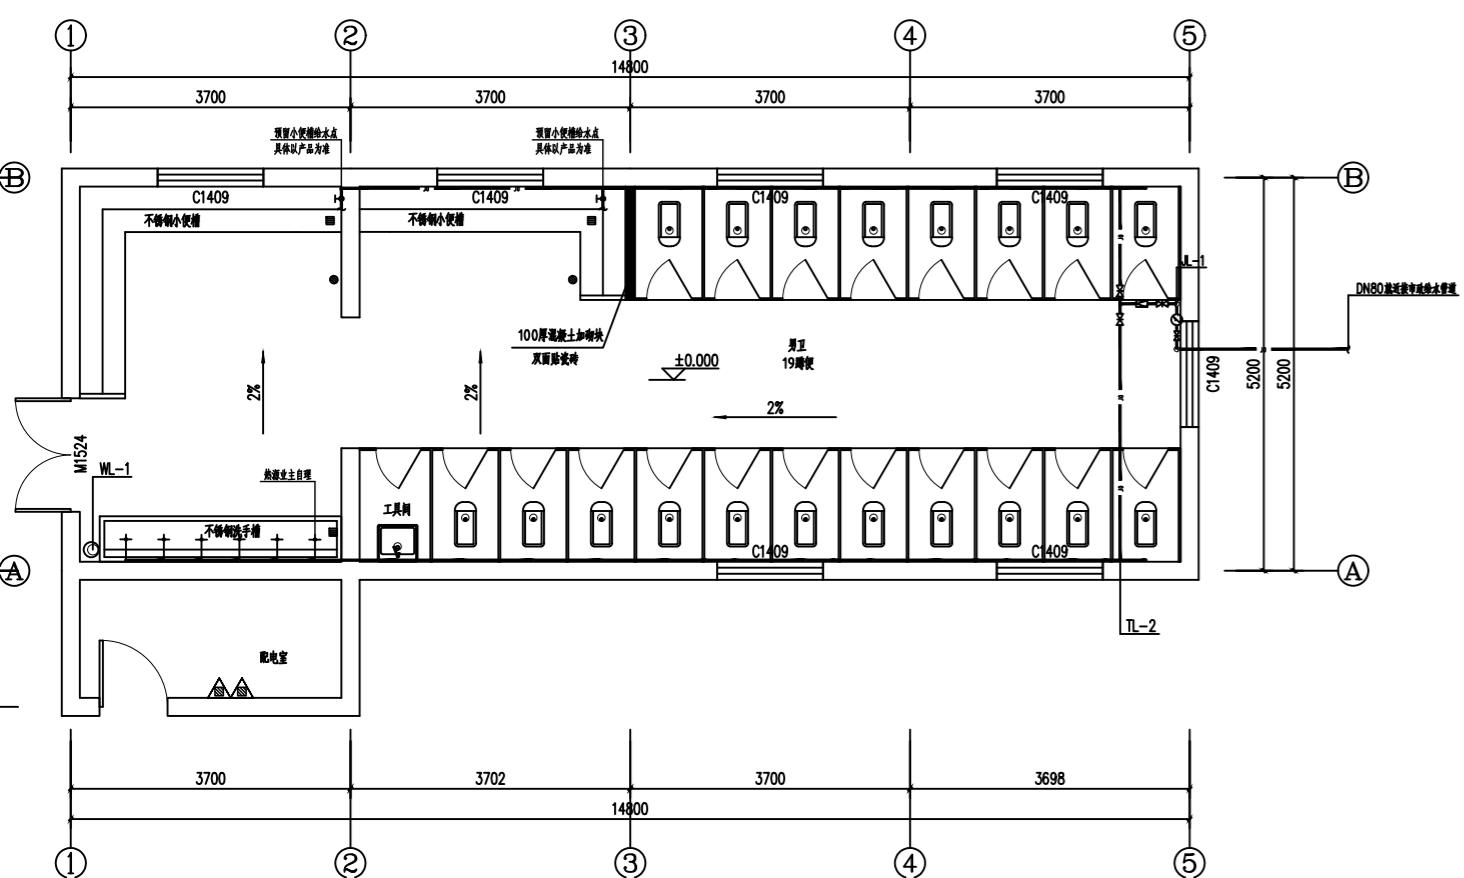 1 2 3 4 5
14800
3700 3700 3700 3700
预留小便槽给水点
具体以产品为准
预留小便槽给水点
具体以产品为准
B B
C1409 C1409 C1409 C1409
不锈钢小便槽 不锈钢小便槽
JL-1
DN80就近接市政给水管道
100厚混凝土加砌块
双面贴瓷砖
男卫
19蹲便
±0.000
2% 2% 2%
C1409
5200 5200
M1524
WL-1
热源业主自理
工具间
不锈钢洗手槽
C1409 C1409
A A
TL-2
配电室
3700 3702 3700 3698
14800
1 2 3 4 5